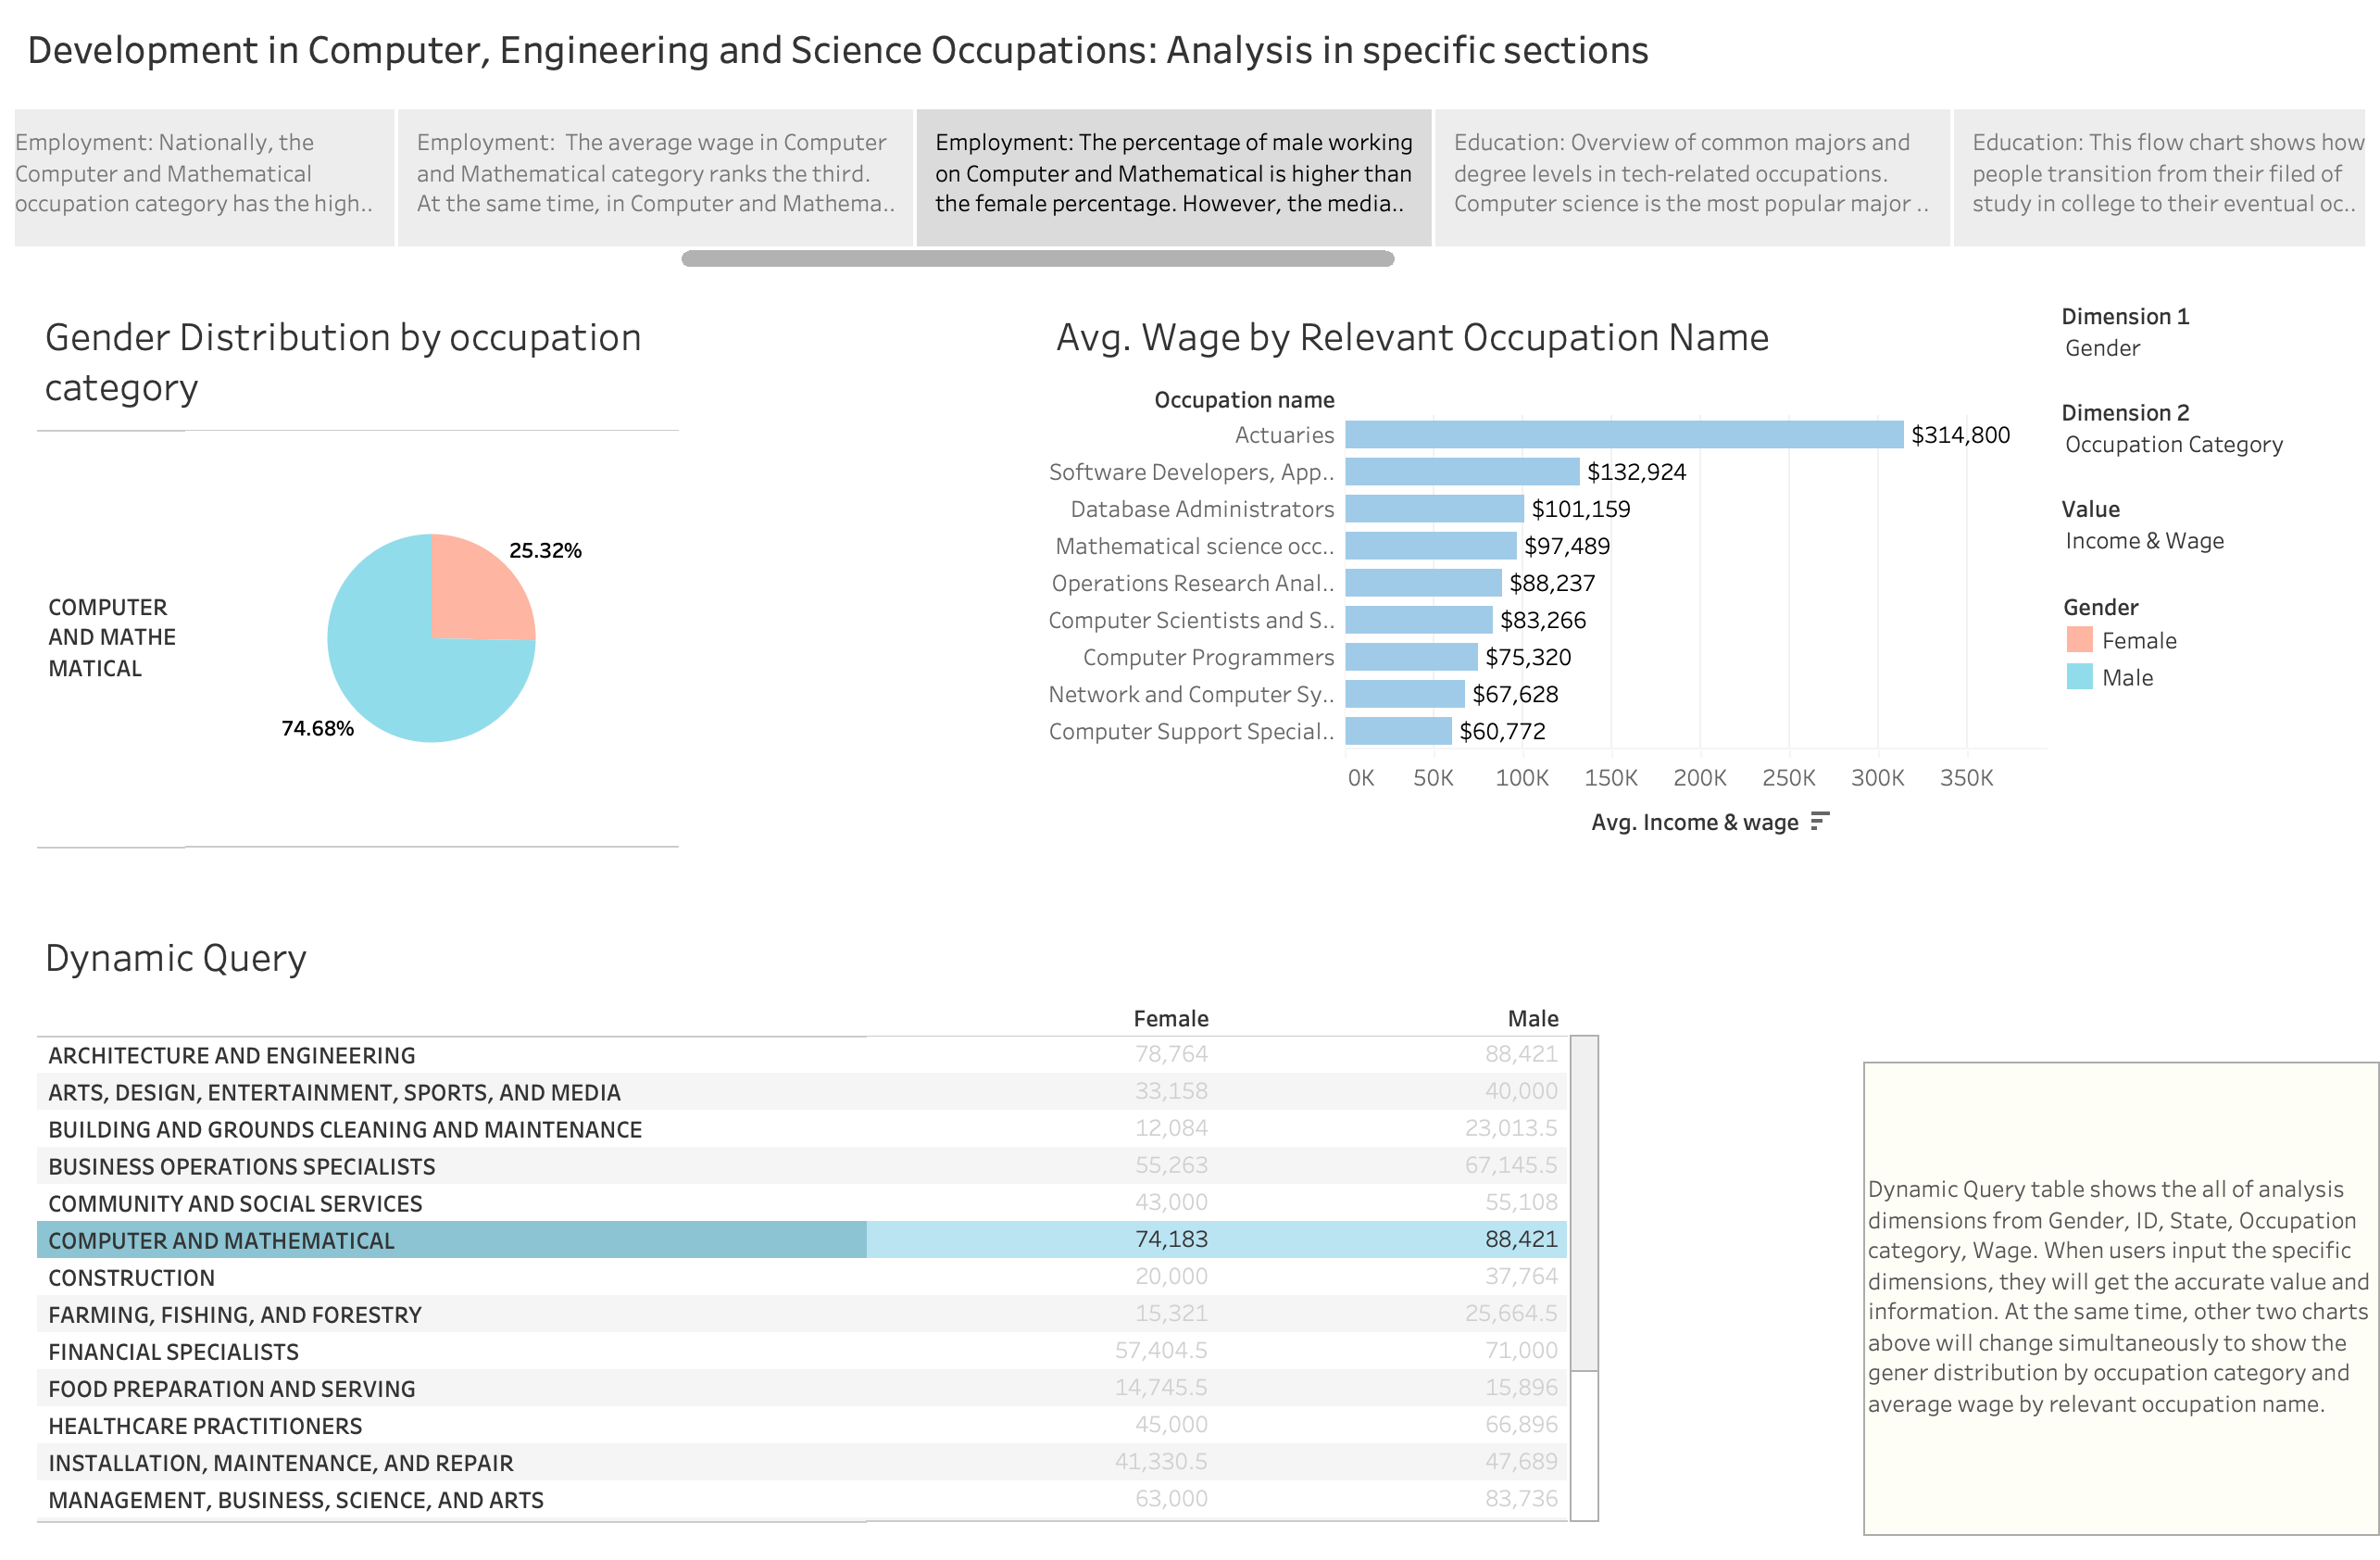 Development in Computer, Engineering and Science Occupations: Analysis in specific sections
Employment: Nationally, the
Computer and Mathematical
occupation category has the high..
Employment:  The average wage in Computer
and Mathematical category ranks the third.
At the same time, in Computer and Mathema..
Employment: The percentage of male working
on Computer and Mathematical is higher than
the female percentage. However, the media..
Education: Overview of common majors and
degree levels in tech-related occupations.
Computer science is the most popular major ..
Education: This flow chart shows how
people transition from their filed of
study in college to their eventual oc..
Gender Distribution by occupation
category
25.32%
COMPUTER
AND MATHE
MATICAL
74.68%
Avg. Wage by Relevant Occupation Name
Occupation name
Actuaries $314,800
Software Developers, App.. $132,924
Database Administrators $101,159
Mathematical science occ.. $97,489
Operations Research Anal.. $88,237
Computer Scientists and S.. $83,266
Computer Programmers $75,320
Network and Computer Sy.. $67,628
Computer Support Special.. $60,772
0K 50K 100K 150K 200K 250K 300K 350K
Avg. Income & wage
Dimension 1
Gender
Dimension 2
Occupation Category
Value
Income & Wage
Gender
Female
Male
Dynamic Query
Female Male
ARCHITECTURE AND ENGINEERING 78,764 88,421
ARTS, DESIGN, ENTERTAINMENT, SPORTS, AND MEDIA 33,158 40,000
BUILDING AND GROUNDS CLEANING AND MAINTENANCE 12,084 23,013.5
BUSINESS OPERATIONS SPECIALISTS 55,263 67,145.5
COMMUNITY AND SOCIAL SERVICES 43,000 55,108
COMPUTER AND MATHEMATICAL 74,183 88,421
CONSTRUCTION 20,000 37,764
FARMING, FISHING, AND FORESTRY 15,321 25,664.5
FINANCIAL SPECIALISTS 57,404.5 71,000
FOOD PREPARATION AND SERVING 14,745.5 15,896
HEALTHCARE PRACTITIONERS 45,000 66,896
INSTALLATION, MAINTENANCE, AND REPAIR 41,330.5 47,689
MANAGEMENT, BUSINESS, SCIENCE, AND ARTS 63,000 83,736
Dynamic Query table shows the all of analysis
dimensions from Gender, ID, State, Occupation
category, Wage. When users input the specific
dimensions, they will get the accurate value and
information. At the same time, other two charts
above will change simultaneously to show the
gener distribution by occupation category and
average wage by relevant occupation name.